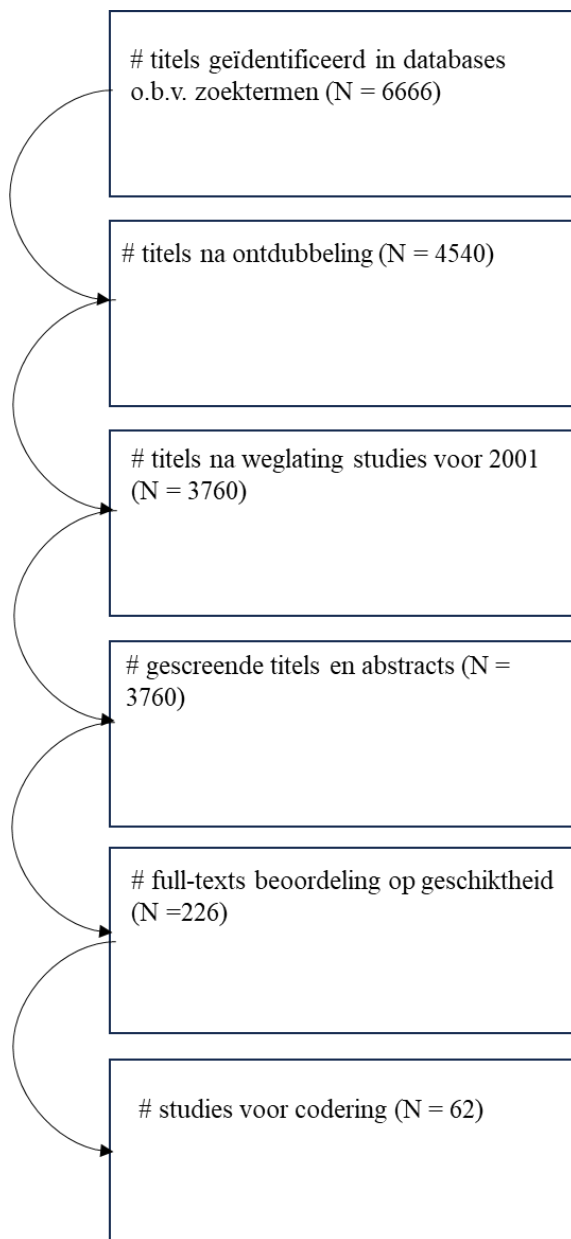 # titels geïdentificeerd in databases
o.b.v. zoektermen (N = 6666)
# titels na ontdubbeling (N = 4540)
# titels na weglating studies voor 2001
(N = 3760)
# gescreende titels en abstracts (N =
3760)
# full-texts beoordeling op geschiktheid
(N =226)
# studies voor codering (N = 62)